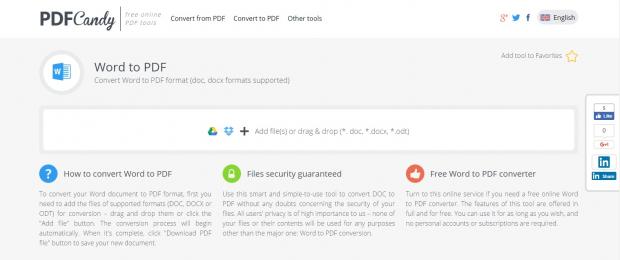 PDFCandy free online PDF tools Convert from PDF Convert to PDF Other tools English
Add tool to Favorites
Word to PDF
Convert Word to PDF format (doc, docx formats supported)
Add file(s) or drag & drop (*. doc, *.docx, *.odt)
5
Like
0
G+1
in
in Share
How to convert Word to PDF
To convert your Word document to PDF format, first you
need to add the files of supported formats (DOC, DOCX or
ODT) for conversion – drag and drop them or click the
"Add file" button. The conversion process will begin
automatically. When it's complete, click "Download PDF
file" button to save your new document.
Files security guaranteed
Use this smart and simple-to-use tool to convert DOC to
PDF without any doubts concerning the security of your
files. All users' privacy is of high importance to us – none of
your files or their contents will be used for any purposes
other than the major one: Word to PDF conversion.
Free Word to PDF converter
Turn to this online service if you need a free online Word
to PDF converter. The features of this tool are offered in
full and for free. You can use it for as long as you wish, and
no personal accounts or subscriptions are required.